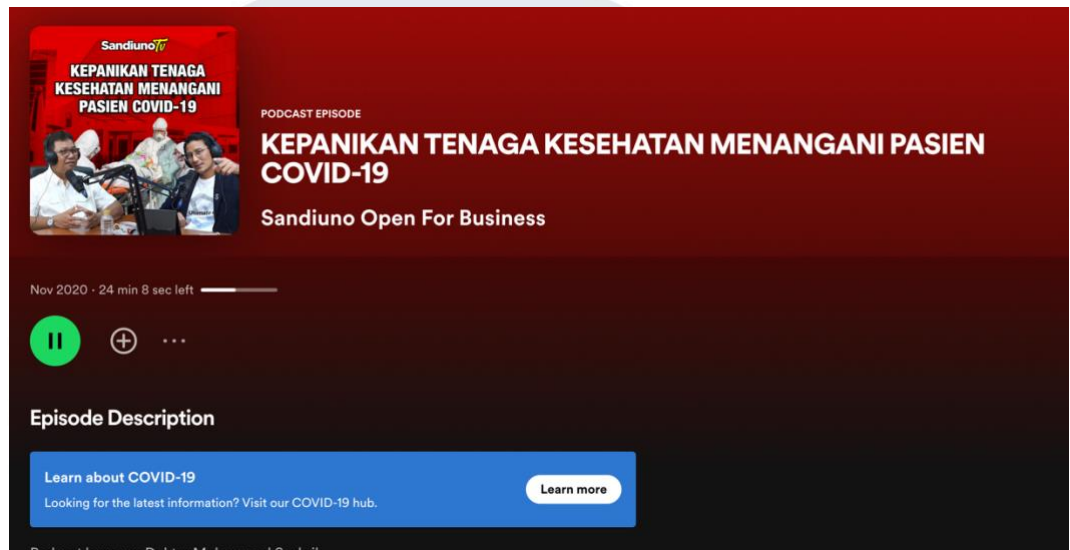 SandiunoTv
KEPANIKAN TENAGA
KESEHATAN MENANGANI
PASIEN COVID-19
PODCAST EPISODE
KEPANIKAN TENAGA KESEHATAN MENANGANI PASIEN
COVID-19
Sandiuno Open For Business
Nov 2020 · 24 min 8 sec left
Episode Description
Learn about COVID-19
Looking for the latest information? Visit our COVID-19 hub.
Learn more